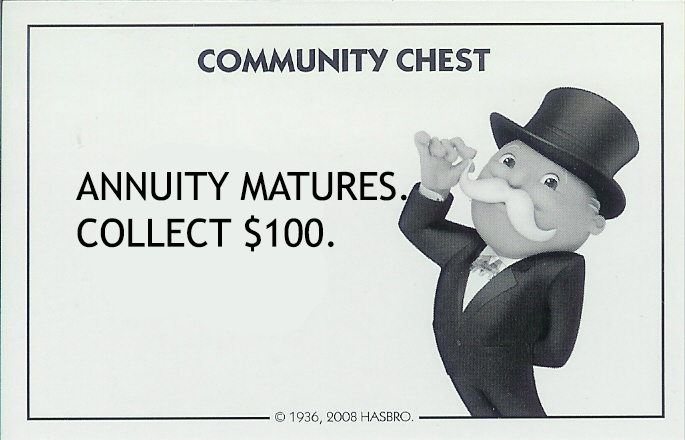 COMMUNITY CHEST
ANNUITY MATURES.
COLLECT $100.
© 1936, 2008 HASBRO.